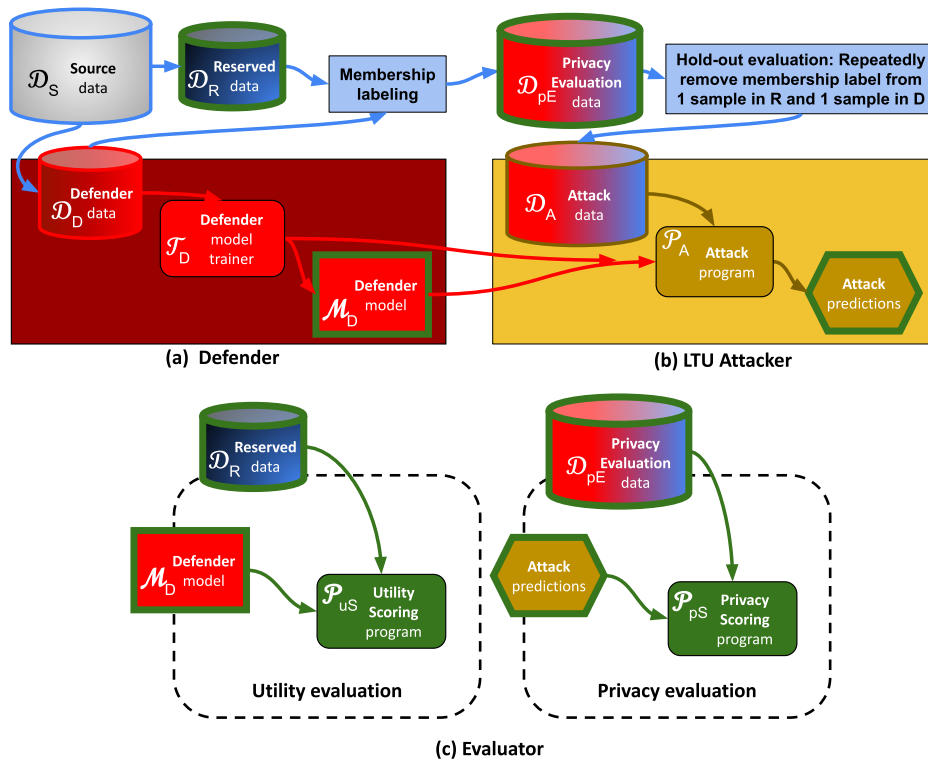 𝒟S Source data
𝒟R Reserved data
Membership labeling
𝒟pE Privacy Evaluation data
Hold-out evaluation: Repeatedly
remove membership label from
1 sample in R and 1 sample in D
𝒟D Defender data
𝒯D Defender model trainer
ℳD Defender model
(a) Defender
𝒟A Attack data
𝒫A Attack program
Attack predictions
(b) LTU Attacker
𝒟R Reserved data
ℳD Defender model
𝒫uS Utility Scoring program
Utility evaluation
𝒟pE Privacy Evaluation data
Attack predictions
𝒫pS Privacy Scoring program
Privacy evaluation
(c) Evaluator